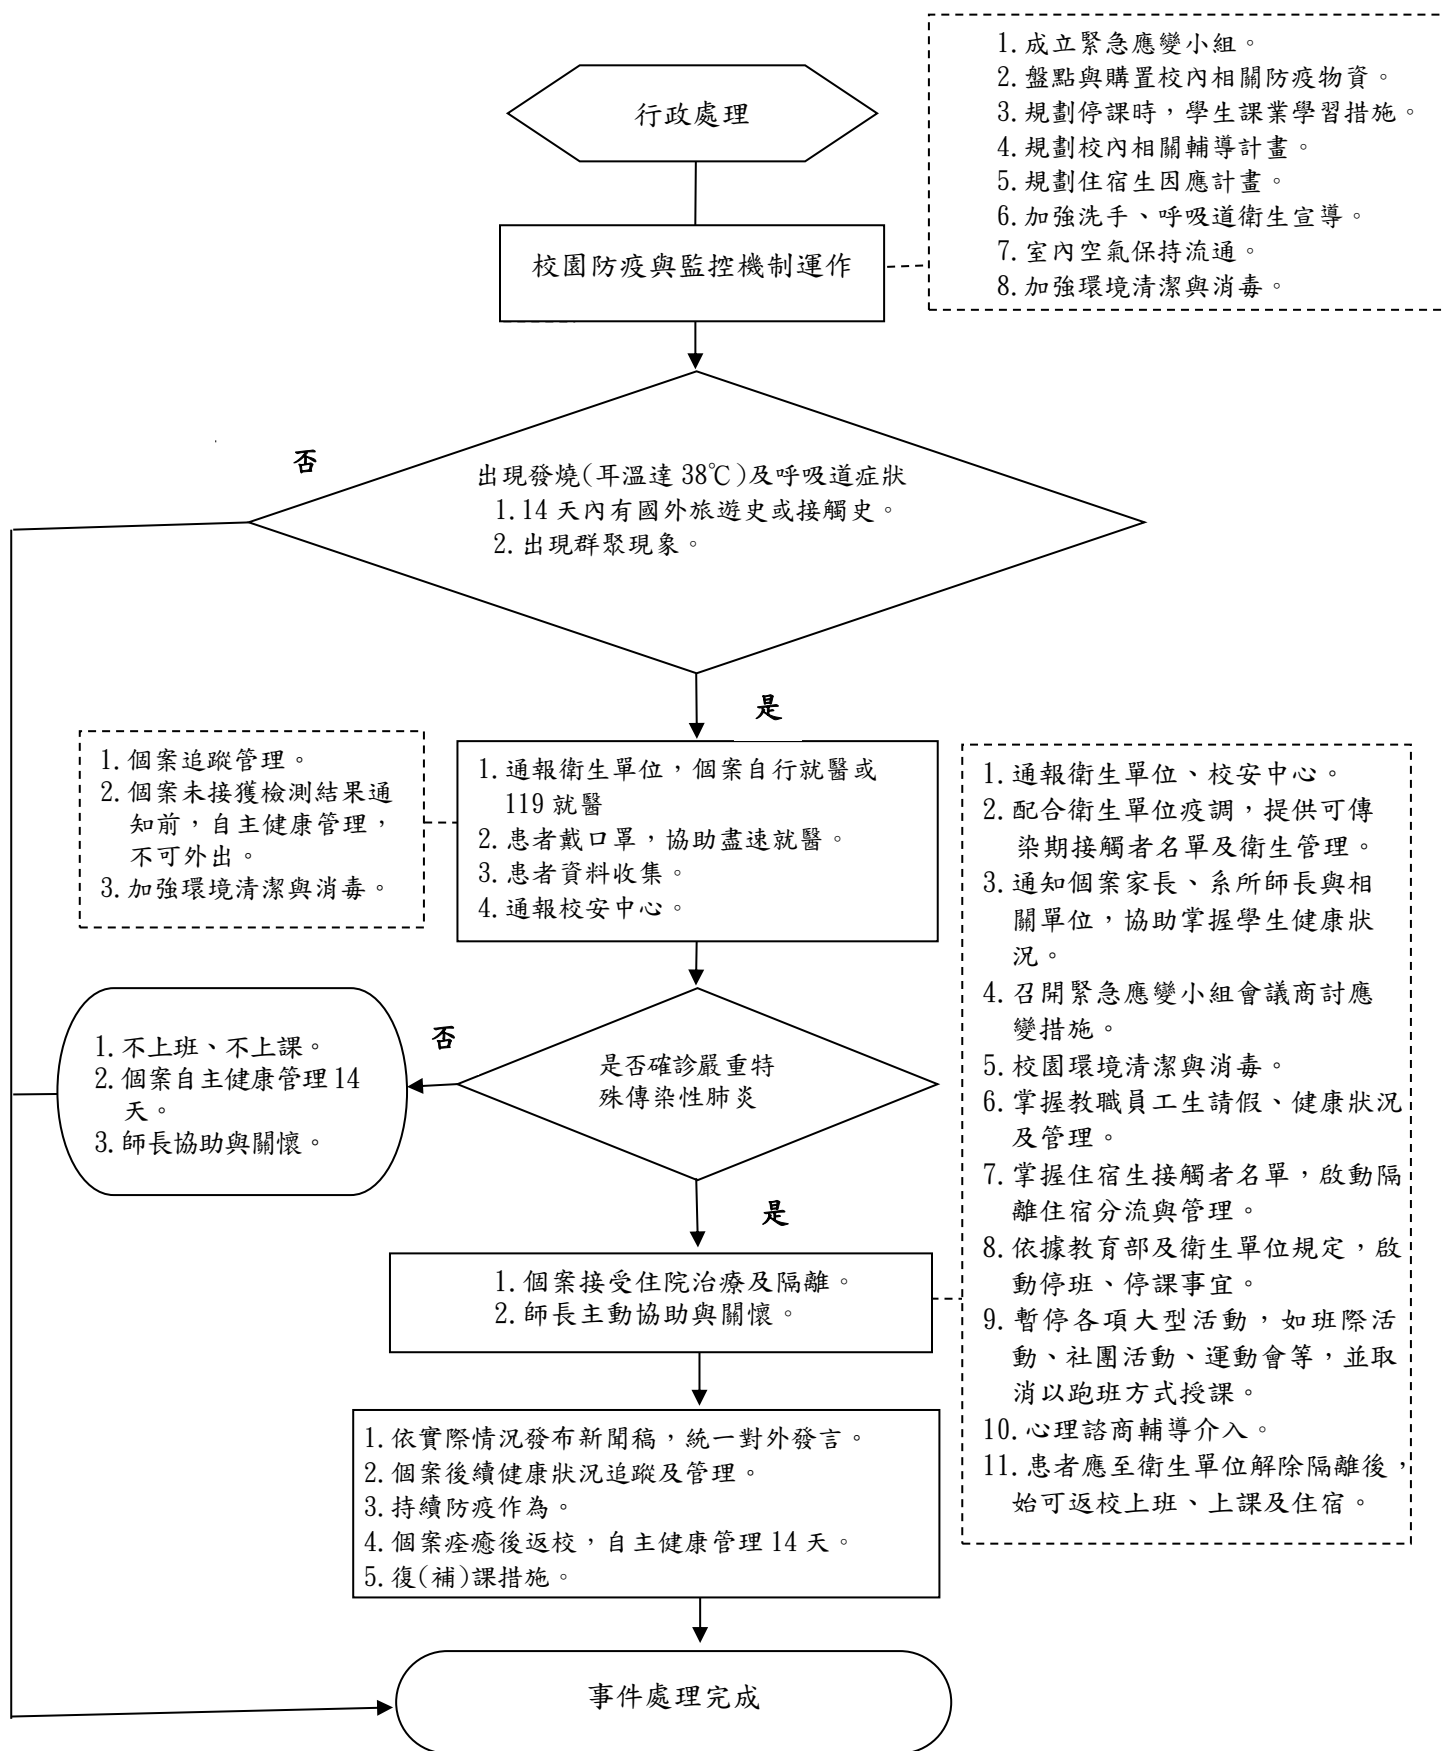 1.成立緊急應變小組。
2.盤點與購置校內相關防疫物資。
3.規劃停課時，學生課業學習措施。
4.規劃校內相關輔導計畫。
5.規劃住宿生因應計畫。
6.加強洗手、呼吸道衛生宣導。
7.室內空氣保持流通。
8.加強環境清潔與消毒。
行政處理
校園防疫與監控機制運作
否
出現發燒(耳溫達 38℃)及呼吸道症狀
1.14 天內有國外旅遊史或接觸史。
2.出現群聚現象。
是
1.個案追蹤管理。
2.個案未接獲檢測結果通
知前，自主健康管理，
不可外出。
3.加強環境清潔與消毒。
1.通報衛生單位，個案自行就醫或
119 就醫
2.患者戴口罩，協助盡速就醫。
3.患者資料收集。
4.通報校安中心。
1.通報衛生單位、校安中心。
2.配合衛生單位疫調，提供可傳
染期接觸者名單及衛生管理。
3.通知個案家長、系所師長與相
關單位，協助掌握學生健康狀
況。
4.召開緊急應變小組會議商討應
變措施。
5.校園環境清潔與消毒。
6.掌握教職員工生請假、健康狀況
及管理。
7.掌握住宿生接觸者名單，啟動隔
離住宿分流與管理。
8.依據教育部及衛生單位規定，啟
動停班、停課事宜。
9.暫停各項大型活動，如班際活
動、社團活動、運動會等，並取
消以跑班方式授課。
10.心理諮商輔導介入。
11.患者應至衛生單位解除隔離後，
始可返校上班、上課及住宿。
否
1.不上班、不上課。
2.個案自主健康管理 14
天。
3.師長協助與關懷。
是否確診嚴重特
殊傳染性肺炎
是
1.個案接受住院治療及隔離。
2.師長主動協助與關懷。
1.依實際情況發布新聞稿，統一對外發言。
2.個案後續健康狀況追蹤及管理。
3.持續防疫作為。
4.個案痊癒後返校，自主健康管理 14 天。
5.復(補)課措施。
事件處理完成